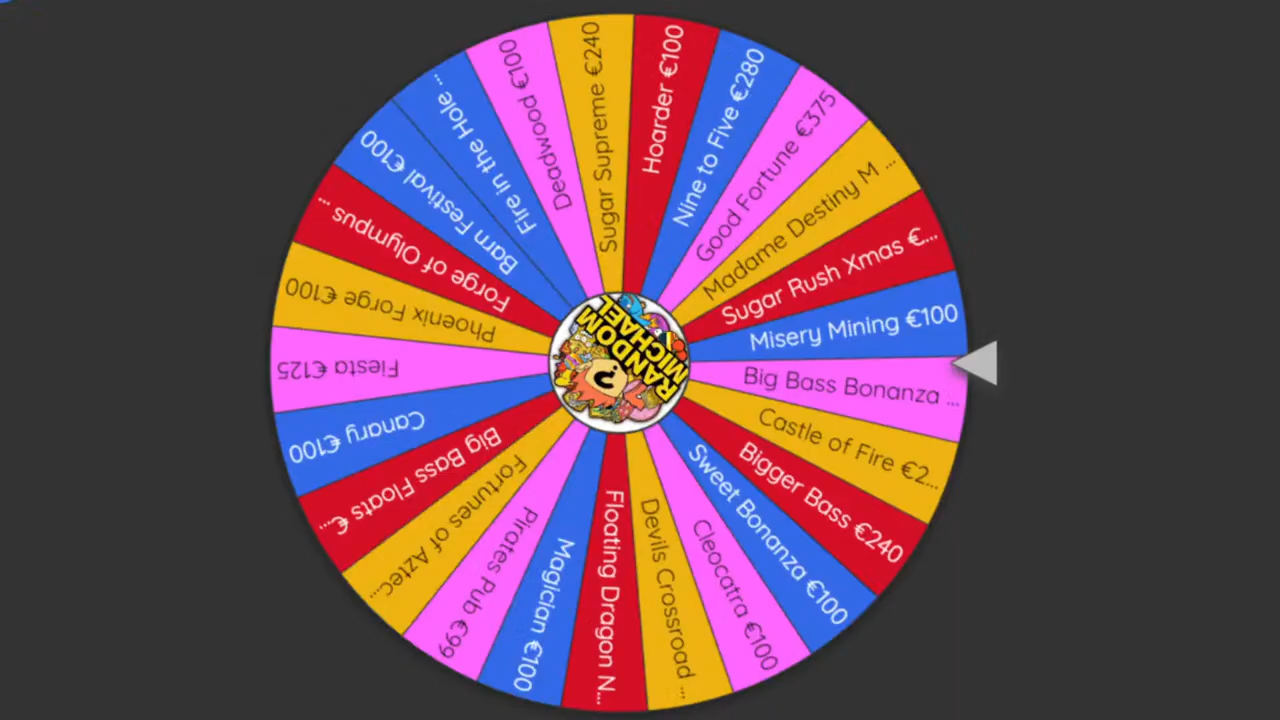 Sugar Supreme €240
Hoarder €100
Nine to Five €280
Good Fortune €375
Madame Destiny M ...
Sugar Rush Xmas €...
Misery Mining €100
Big Bass Bonanza ...
Castle of Fire €2...
Bigger Bass €240
Sweet Bonanza €100
Cleocatra €100
Devils Crossroad ...
Floating Dragon N...
Magician €100
Pirates Pub €99
Fortunes of Aztec...
Big Bass Floats €...
Canary €100
Fiesta €125
Phoenix Forge €100
Forge of Olympus ...
Barn Festival €100
Fire in the Hole ...
Deadwood €100
RANDOM
MICHAEL